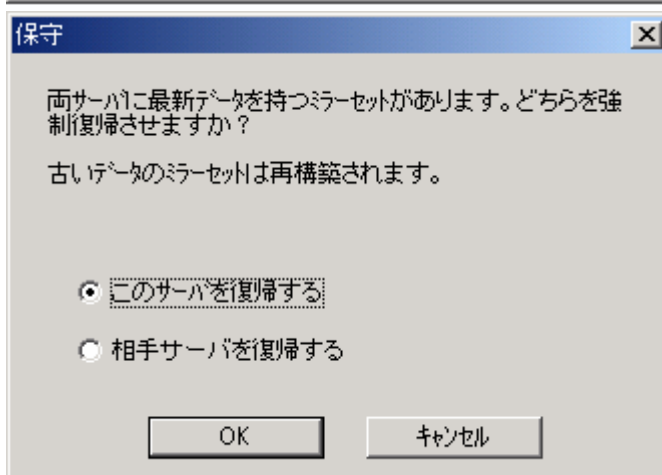 保守
両ｻｰﾊﾞに最新ﾃﾞｰﾀを持つﾐﾗｰｾｯﾄがあります。どちらを強
制復帰させますか？
古いﾃﾞｰﾀのﾐﾗｰｾｯﾄは再構築されます。
このサーバを復帰する
相手サーバを復帰する
OK
ｷｬﾝｾﾙ